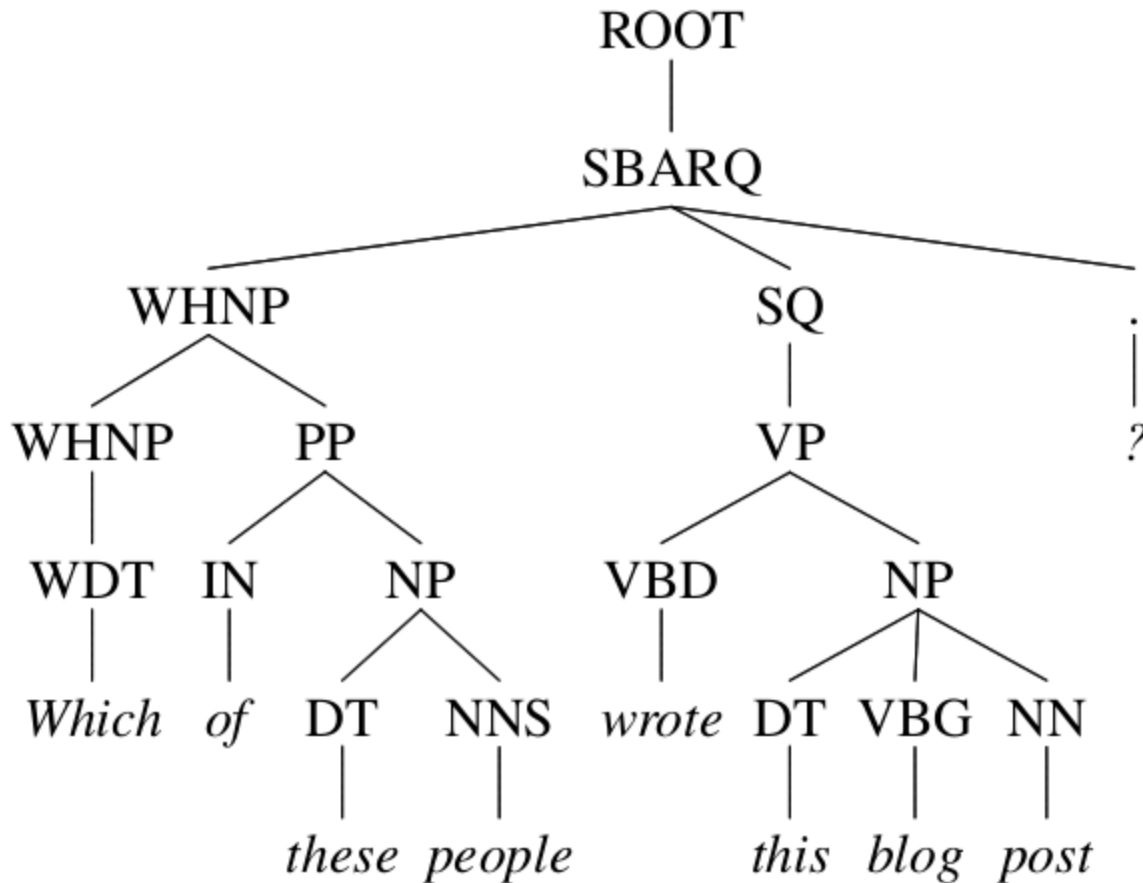 ROOT
SBARQ
WHNP SQ .
WHNP PP VP ?
WDT IN NP VBD NP
Which of DT NNS wrote DT VBG NN
these people this blog post